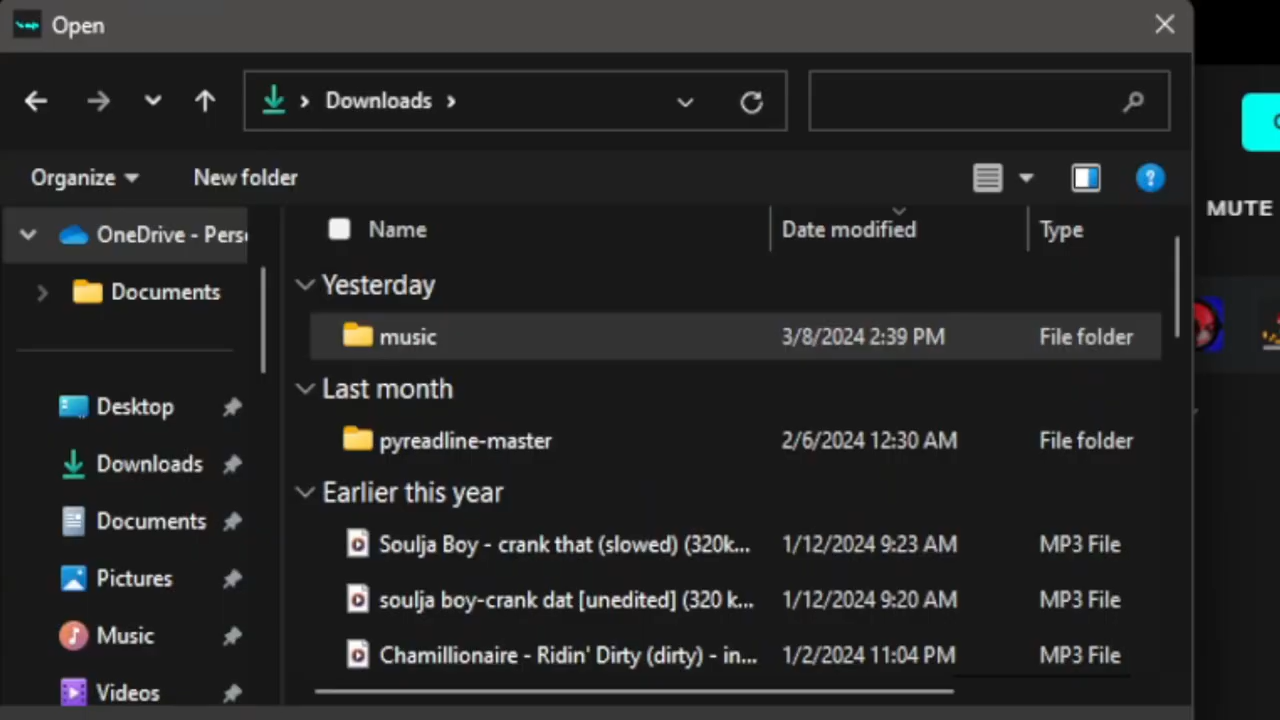 Open
Downloads
Organize
New folder
?
MUTE
OneDrive - Pers
Name
Date modified
Type
Documents
Yesterday
music 3/8/2024 2:39 PM File folder
Last month
Desktop
pyreadline-master 2/6/2024 12:30 AM File folder
Downloads
Earlier this year
Documents
Soulja Boy - crank that (slowed) (320k... 1/12/2024 9:23 AM MP3 File
Pictures
soulja boy-crank dat [unedited] (320 k... 1/12/2024 9:20 AM MP3 File
Music
Chamillionaire - Ridin' Dirty (dirty) - in... 1/2/2024 11:04 PM MP3 File
Videos